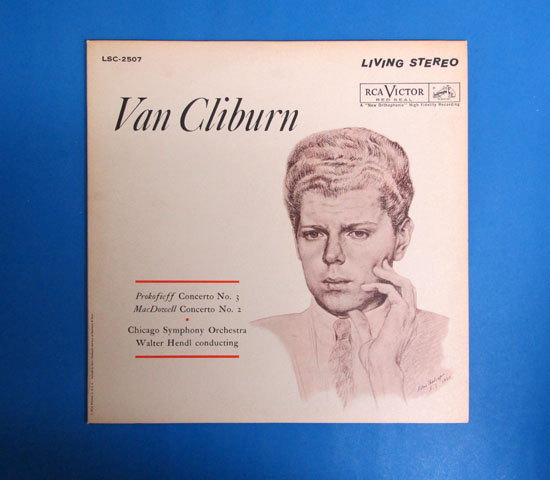 LSC-2507
LIVING STEREO
RCA VICTOR
RED SEAL
A "New Orthophonic" High Fidelity Recording
Van Cliburn
Prokofieff Concerto No. 3
MacDowell Concerto No. 2
Chicago Symphony Orchestra
Walter Hendl conducting